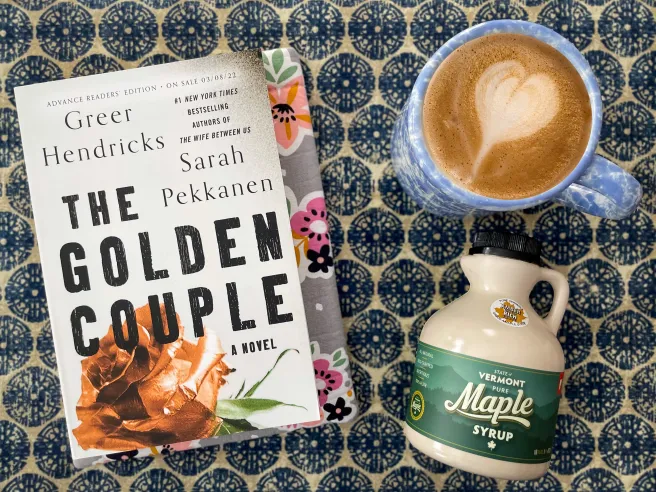 ADVANCE READERS' EDITION • ON SALE 03/08/22
Greer
Hendricks
#1 NEW YORK TIMES
BESTSELLING
AUTHORS OF
THE WIFE BETWEEN US
Sarah
Pekkanen
THE
GOLDEN
COUPLE
A NOVEL
STATE of
VERMONT
PURE
Maple
SYRUP